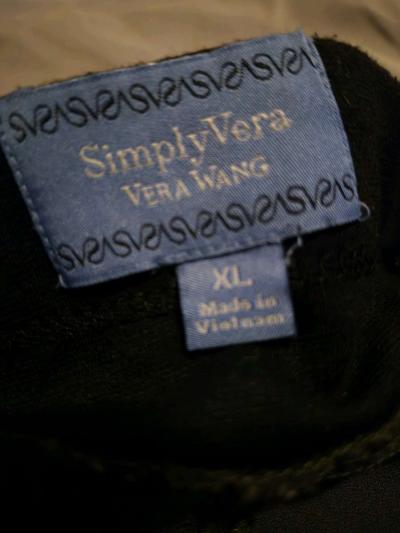 SimplyVera
VERA WANG
XL
Made in
Vietnam